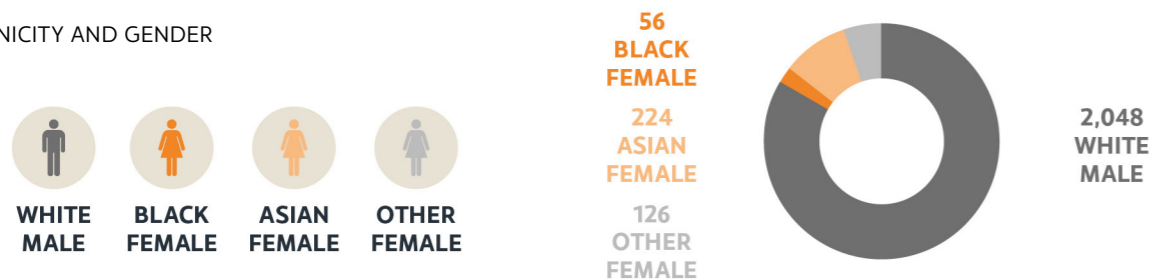 NICITY AND GENDER
WHITE
MALE
BLACK
FEMALE
ASIAN
FEMALE
OTHER
FEMALE
56
BLACK
FEMALE
224
ASIAN
FEMALE
126
OTHER
FEMALE
2,048
WHITE
MALE